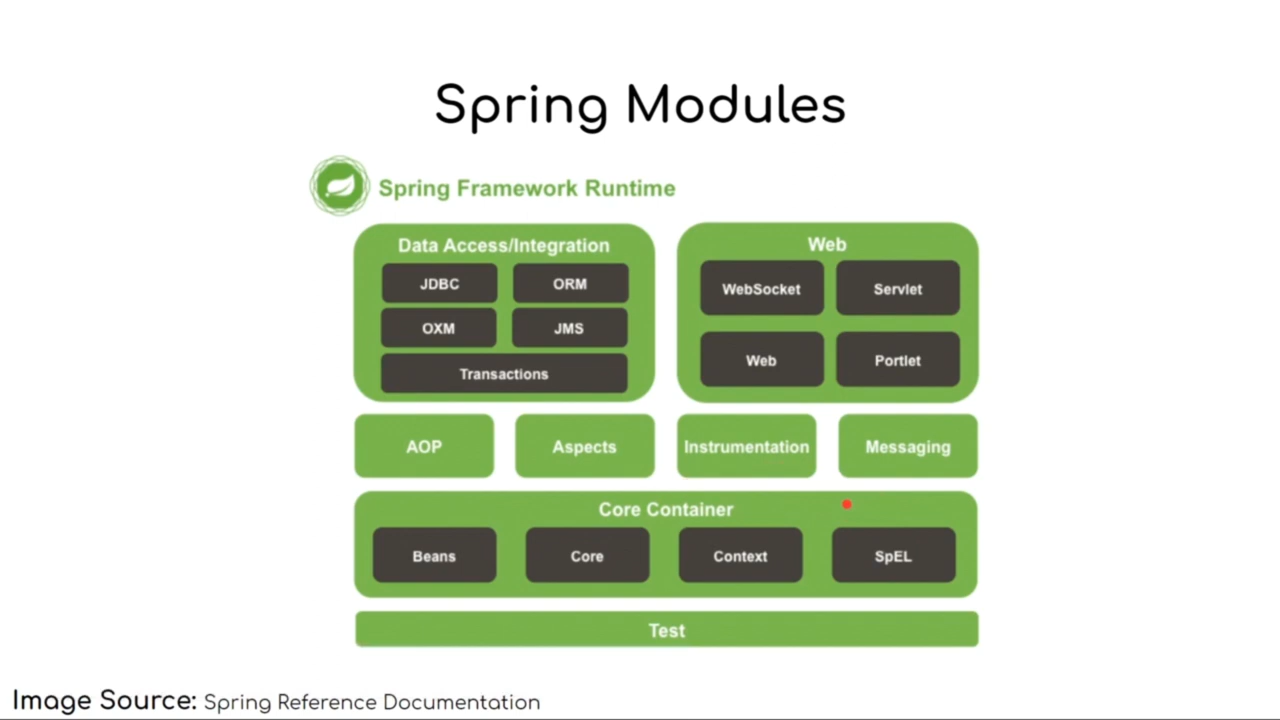 Spring Modules
Spring Framework Runtime
Data Access/Integration
JDBC
ORM
OXM
JMS
Transactions
Web
WebSocket
Servlet
Web
Portlet
AOP
Aspects
Instrumentation
Messaging
Core Container
Beans
Core
Context
SpEL
Test
Image Source: Spring Reference Documentation